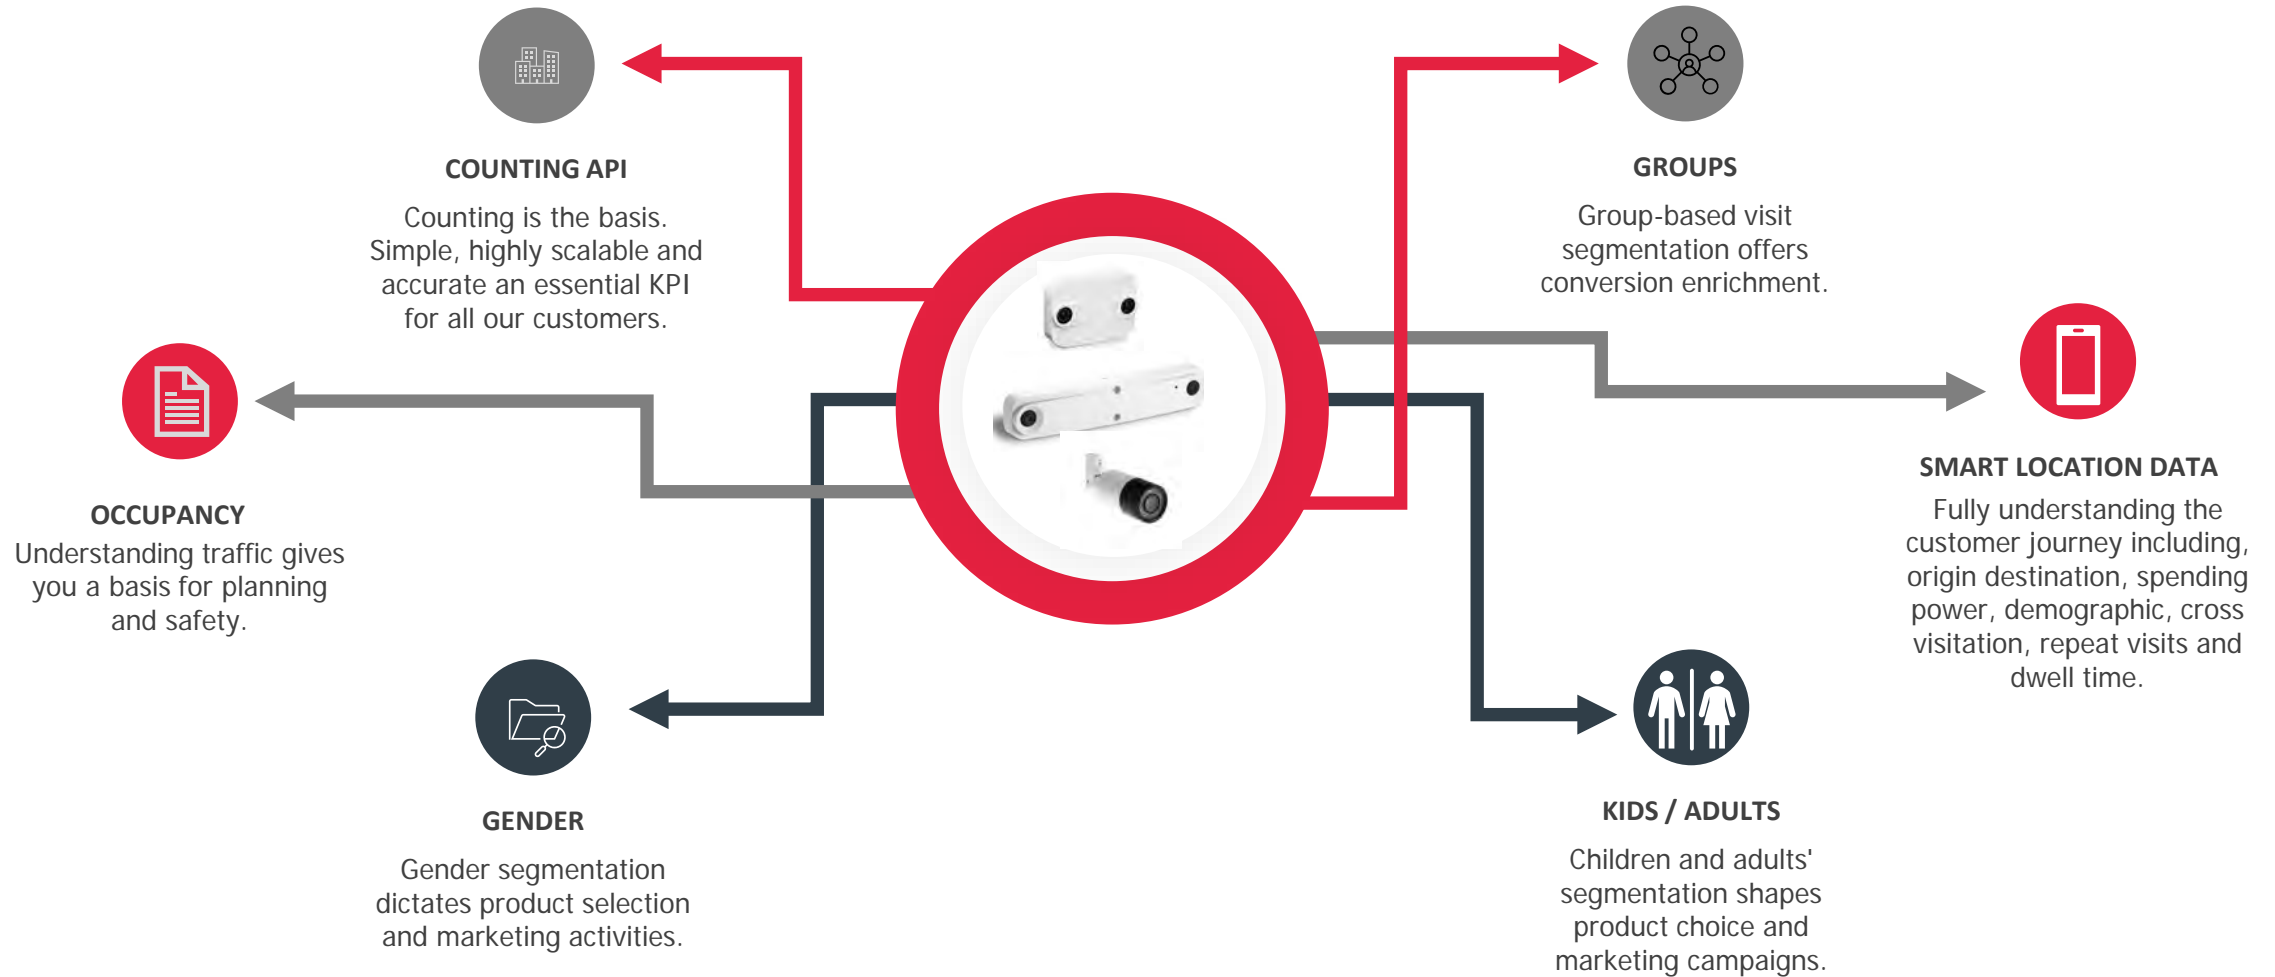 COUNTING API
Counting is the basis.
Simple, highly scalable and
accurate an essential KPI
for all our customers.
OCCUPANCY
Understanding traffic gives
you a basis for planning
and safety.
GENDER
Gender segmentation
dictates product selection
and marketing activities.
GROUPS
Group-based visit
segmentation offers
conversion enrichment.
SMART LOCATION DATA
Fully understanding the
customer journey including,
origin destination, spending
power, demographic, cross
visitation, repeat visits and
dwell time.
KIDS / ADULTS
Children and adults'
segmentation shapes
product choice and
marketing campaigns.